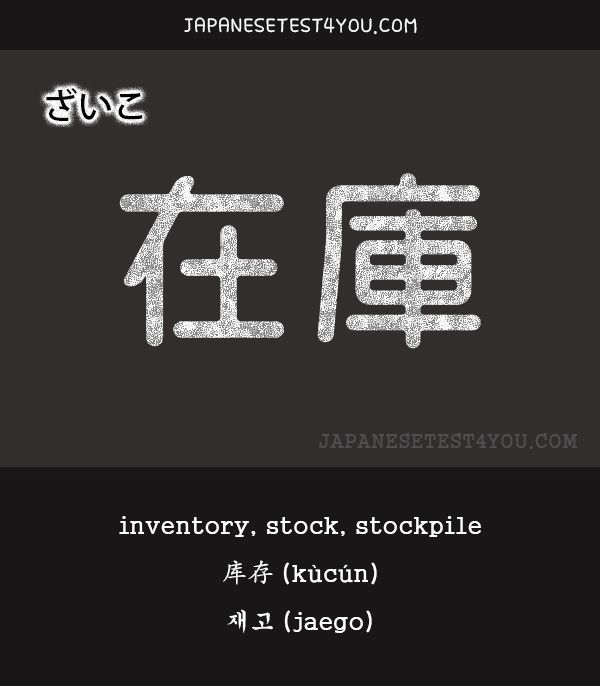 JAPANESETEST4YOU.COM
ざいこ
在庫
JAPANESETEST4YOU.COM
inventory, stock, stockpile
库存 (kùcún)
재고 (jaego)